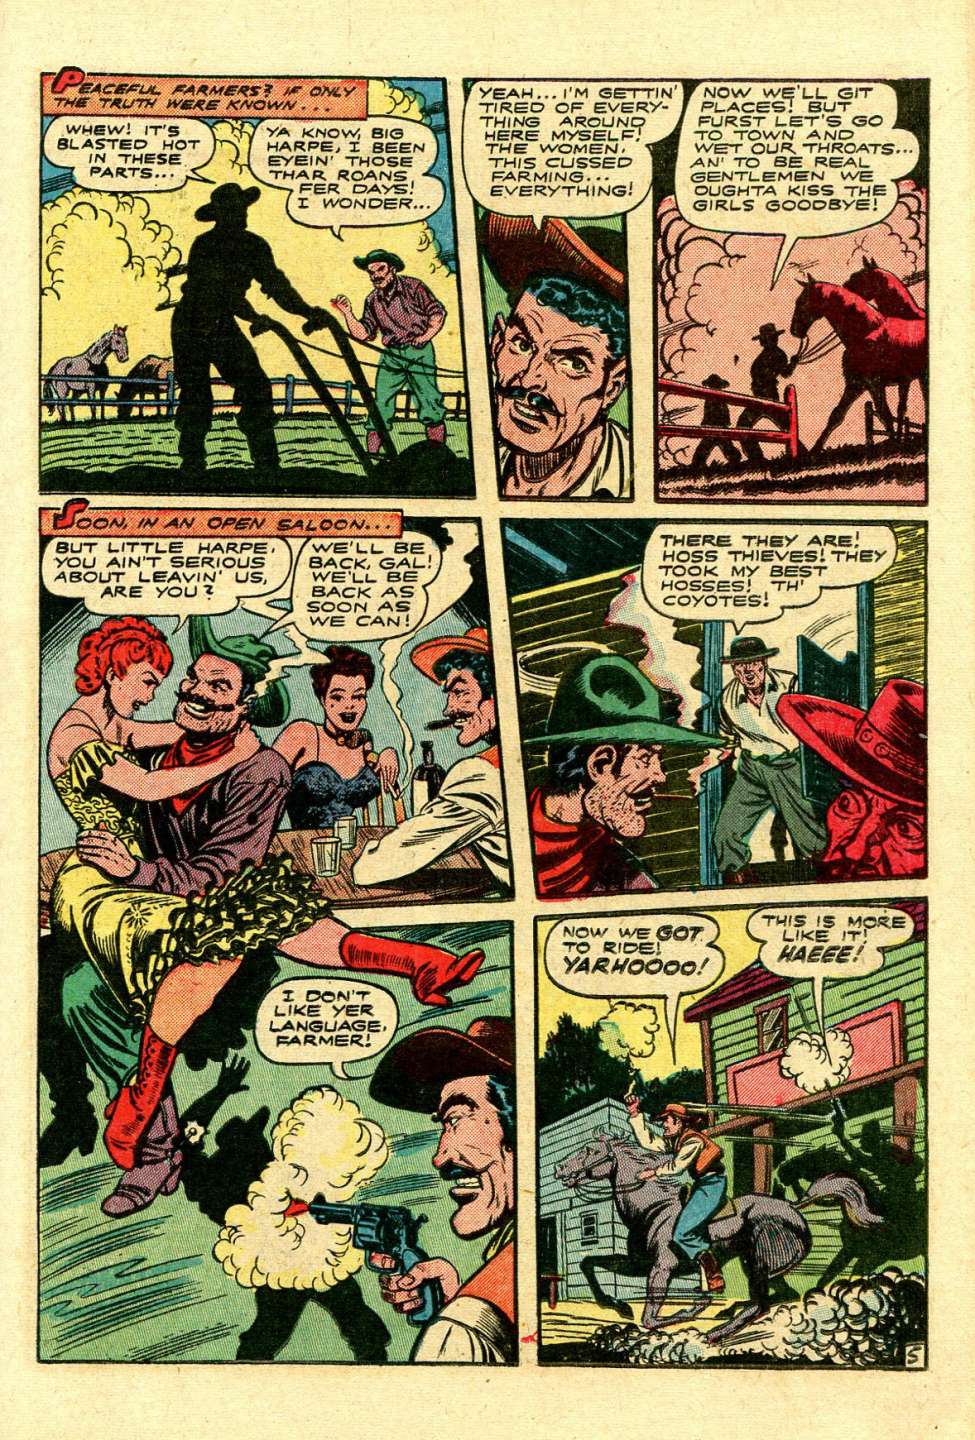 PEACEFUL FARMERS? IF ONLY
THE TRUTH WERE KNOWN...
WHEW! IT'S
BLASTED HOT
IN THESE
PARTS...
YA KNOW, BIG
HARPE, I BEEN
EYEIN' THOSE
THAR ROANS
FER DAYS!
I WONDER...
YEAH... I'M GETTIN'
TIRED OF EVERY-
THING AROUND
HERE MYSELF!
THE WOMEN,
THIS CUSSED
FARMING...
EVERYTHING!
NOW WE'LL GIT
PLACES! BUT
FURST LET'S GO
TO TOWN AND
WET OUR THROATS...
AN' TO BE REAL
GENTLEMEN WE
OUGHTA KISS THE
GIRLS GOODBYE!
SOON, IN AN OPEN SALOON...
BUT LITTLE HARPE,
YOU AIN'T SERIOUS
ABOUT LEAVIN' US,
ARE YOU?
WE'LL BE
BACK, GAL!
WE'LL BE
BACK AS
SOON AS
WE CAN!
THERE THEY ARE!
HOSS THIEVES! THEY
TOOK MY BEST
HOSSES! TH'
COYOTES!
I DON'T
LIKE YER
LANGUAGE,
FARMER!
NOW WE GOT
TO RIDE!
YARHOOOO!
THIS IS MORE
LIKE IT!
HAEEE!
5